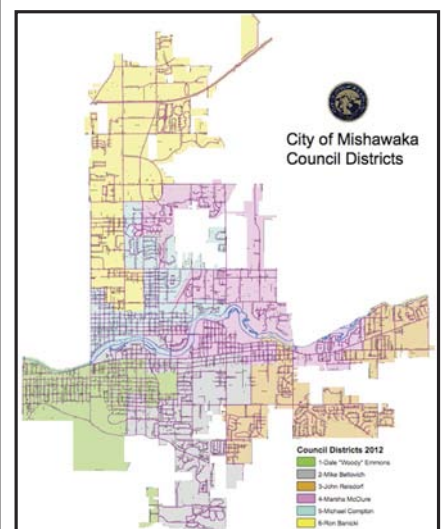 City of Mishawaka
Council Districts
Council Districts 2012
1-Dale "Woody" Emmons
2-Mike Bellovich
3-John Reisdorf
4-Marsha McClure
5-Michael Compton
6-Ron Banicki